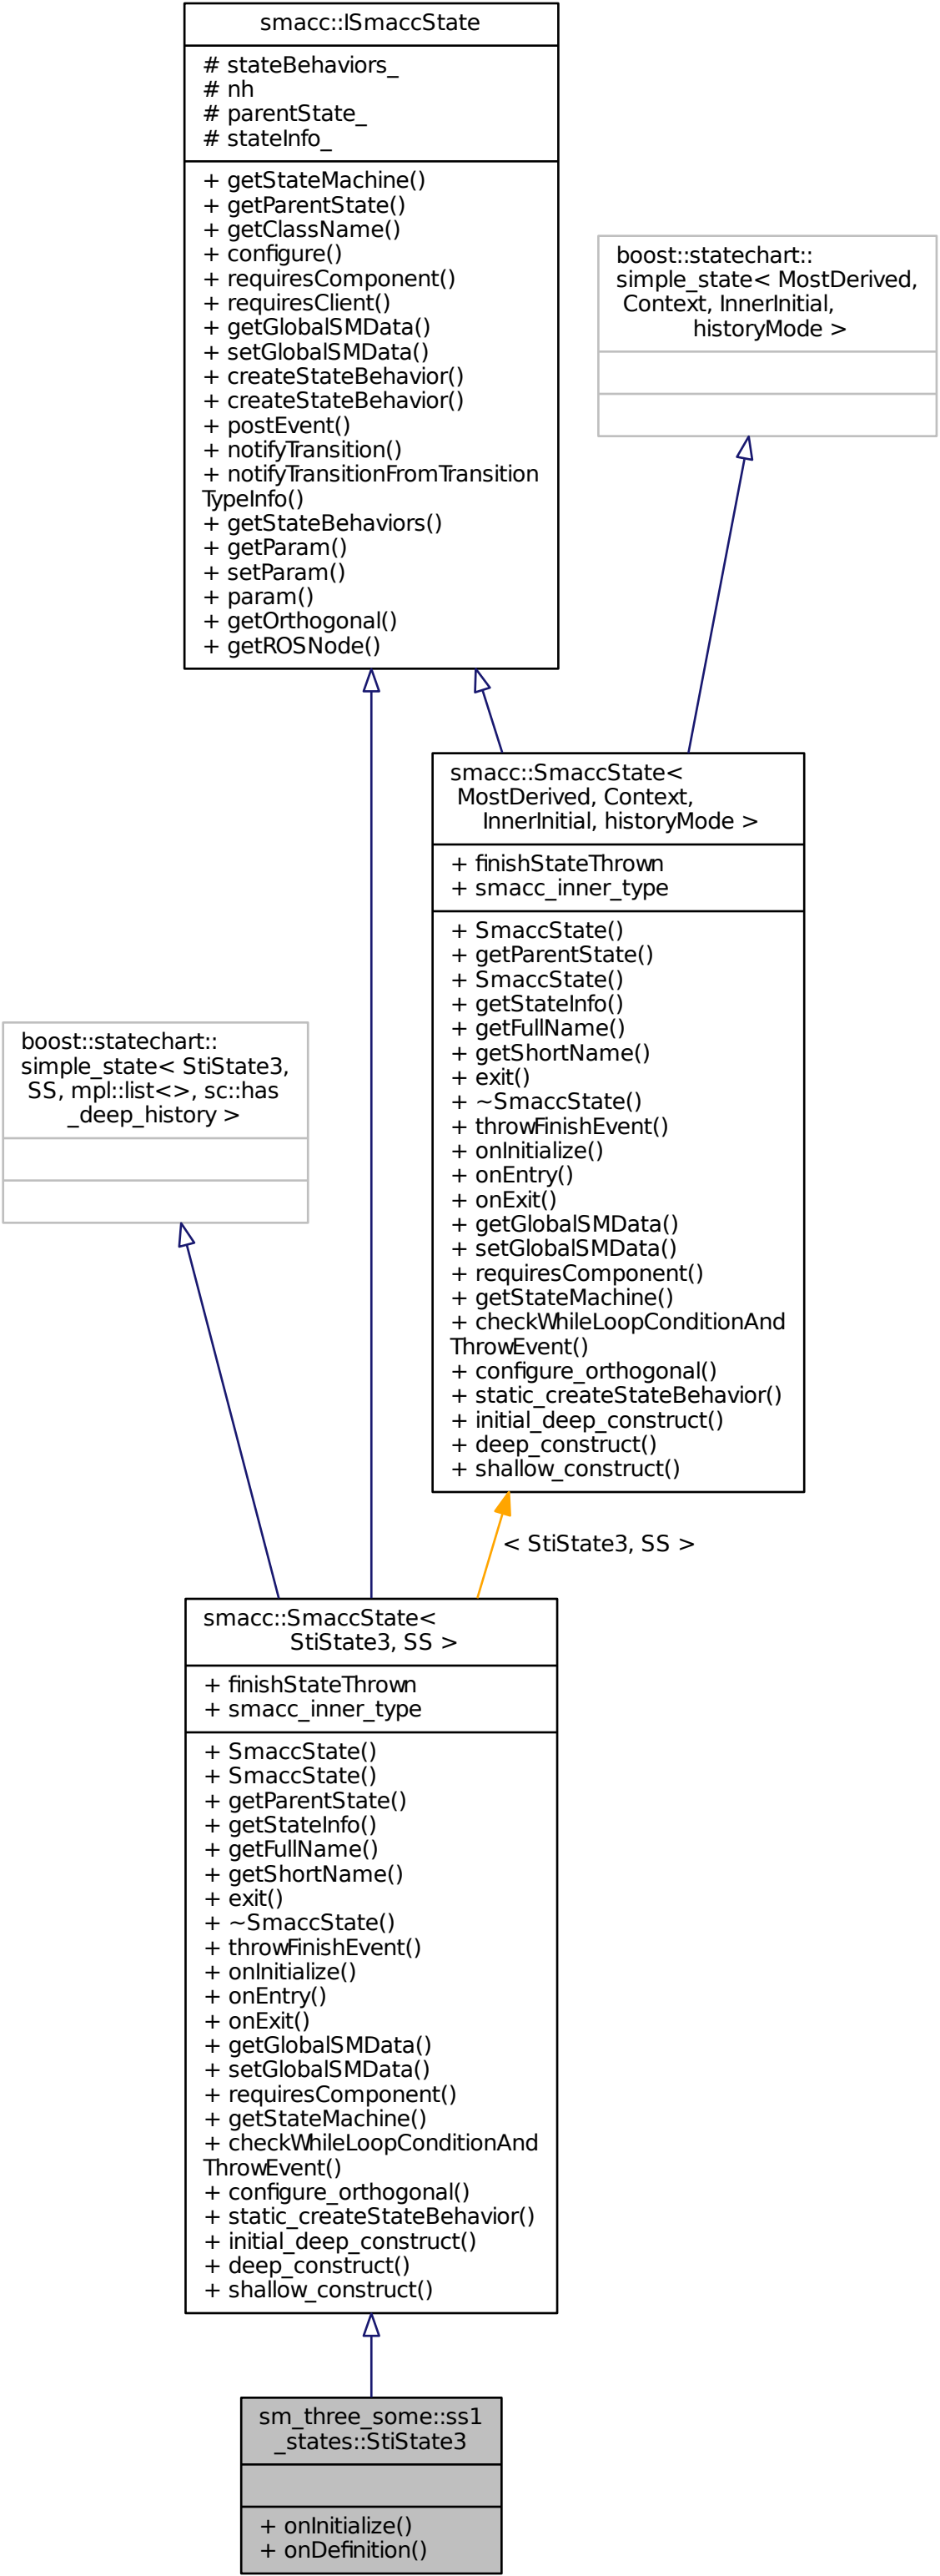 smacc::ISmaccState
# stateBehaviors_
# nh
# parentState_
# stateInfo_
+ getStateMachine()
+ getParentState()
+ getClassName()
+ configure()
+ requiresComponent()
+ requiresClient()
+ getGlobalSMData()
+ setGlobalSMData()
+ createStateBehavior()
+ createStateBehavior()
+ postEvent()
+ notifyTransition()
+ notifyTransitionFromTransition
TypeInfo()
+ getStateBehaviors()
+ getParam()
+ setParam()
+ param()
+ getOrthogonal()
+ getROSNode()
boost::statechart::
simple_state< MostDerived,
Context, InnerInitial,
historyMode >
smacc::SmaccState<
MostDerived, Context,
InnerInitial, historyMode >
+ finishStateThrown
+ smacc_inner_type
+ SmaccState()
+ getParentState()
+ SmaccState()
+ getStateInfo()
+ getFullName()
+ getShortName()
+ exit()
+ ~SmaccState()
+ throwFinishEvent()
+ onInitialize()
+ onEntry()
+ onExit()
+ getGlobalSMData()
+ setGlobalSMData()
+ requiresComponent()
+ getStateMachine()
+ checkWhileLoopConditionAnd
ThrowEvent()
+ configure_orthogonal()
+ static_createStateBehavior()
+ initial_deep_construct()
+ deep_construct()
+ shallow_construct()
boost::statechart::
simple_state< StiState3,
SS, mpl::list<>, sc::has
_deep_history >
< StiState3, SS >
smacc::SmaccState<
StiState3, SS >
+ finishStateThrown
+ smacc_inner_type
+ SmaccState()
+ SmaccState()
+ getParentState()
+ getStateInfo()
+ getFullName()
+ getShortName()
+ exit()
+ ~SmaccState()
+ throwFinishEvent()
+ onInitialize()
+ onEntry()
+ onExit()
+ getGlobalSMData()
+ setGlobalSMData()
+ requiresComponent()
+ getStateMachine()
+ checkWhileLoopConditionAnd
ThrowEvent()
+ configure_orthogonal()
+ static_createStateBehavior()
+ initial_deep_construct()
+ deep_construct()
+ shallow_construct()
sm_three_some::ss1
_states::StiState3
+ onInitialize()
+ onDefinition()